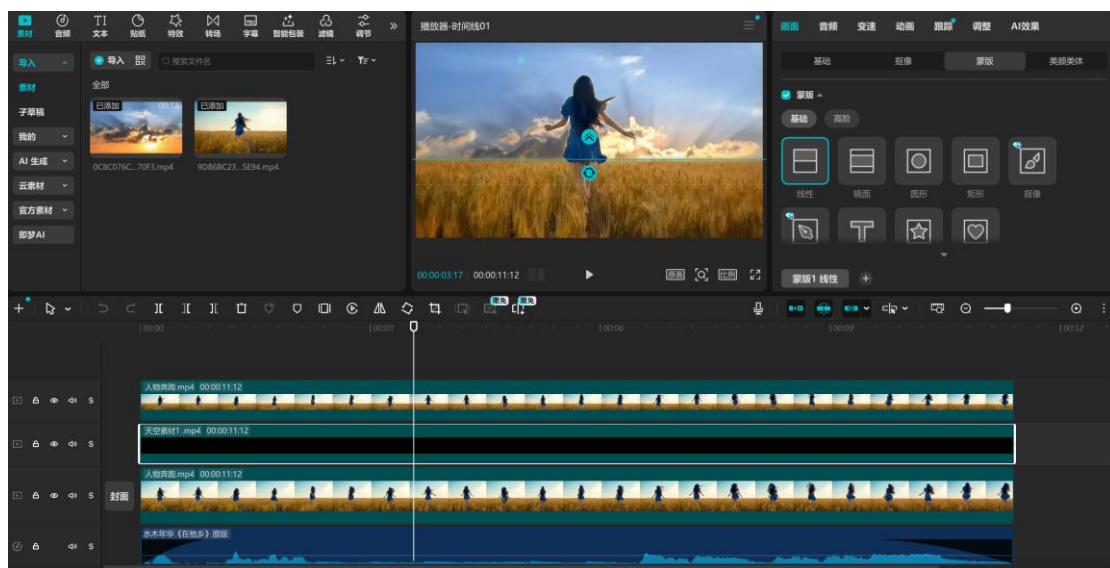 素材 音频 文本 贴纸 特效 转场 字幕 智能包装 滤镜 调节
导入
素材
子草稿
我的
AI 生成
云素材
官方素材
即梦AI
导入
搜索文件名
全部
已添加 00:12
已添加
0C8C076C...70F3.mp4
9DB6BC23...5E94.mp4
播放器-时间线01
00:00:03:17 / 00:00:11:12
原画
比例
画面 音频 变速 动画 跟踪 调整 AI效果
基础 抠像 蒙版 美颜美体
蒙版
基础 高阶
线性 镜面 圆形 矩形 抠像
蒙版1 线性
限免 限免
00:00 00:03 00:06 00:09 00:12
人物奔跑.mp4 00:00:11:12
S
天空素材1 .mp4 00:00:11:12
S
人物奔跑.mp4 00:00:11:12
S 封面
水木年华《在他乡》原版
S